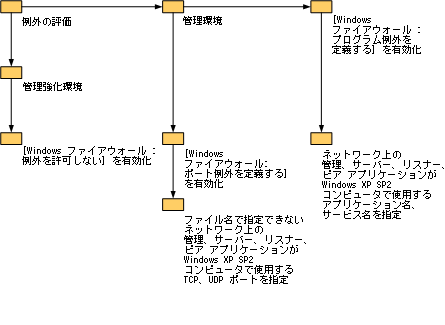 例外の評価
管理環境
[Windows
ファイアウォール :
プログラム例外を
定義する] を有効化
管理強化環境
[Windows ファイアウォール :
例外を許可しない] を有効化
[Windows
ファイアウォール:
ポート例外を定義する]
を有効化
ネットワーク上の
管理、サーバー、リスナー、
ピア アプリケーションが
Windows XP SP2
コンピュータで使用する
アプリケーション名、
サービス名を指定
ファイル名で指定できない
ネットワーク上の
管理、サーバー、リスナー、
ピア アプリケーションが
Windows XP SP2
コンピュータで使用する
TCP、UDP ポートを指定